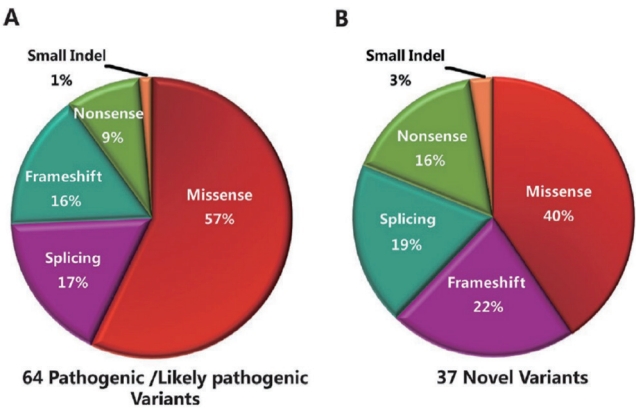 A
Small Indel
1%
Nonsense
9%
Frameshift
16%
Missense
57%
Splicing
17%
64 Pathogenic /Likely pathogenic
Variants
B
Small Indel
3%
Nonsense
16%
Missense
40%
Splicing
19%
Frameshift
22%
37 Novel Variants